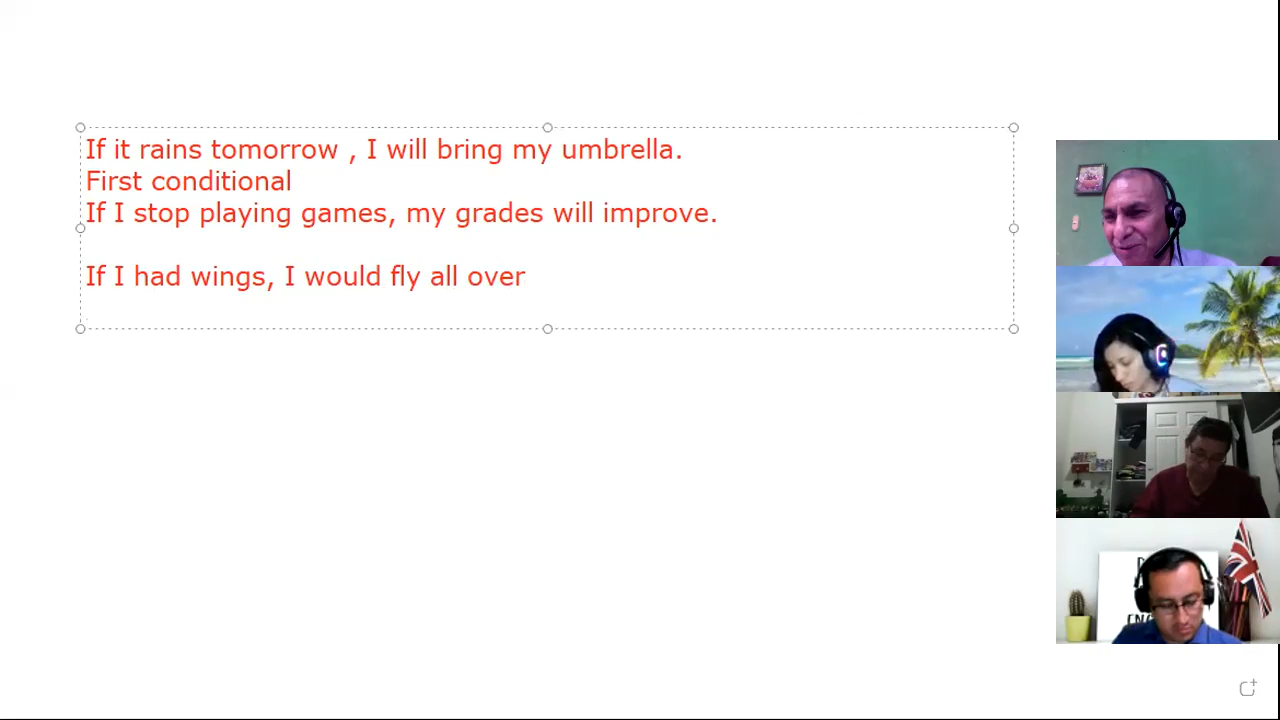 If it rains tomorrow , I will bring my umbrella.
First conditional
If I stop playing games, my grades will improve.
If I had wings, I would fly all over